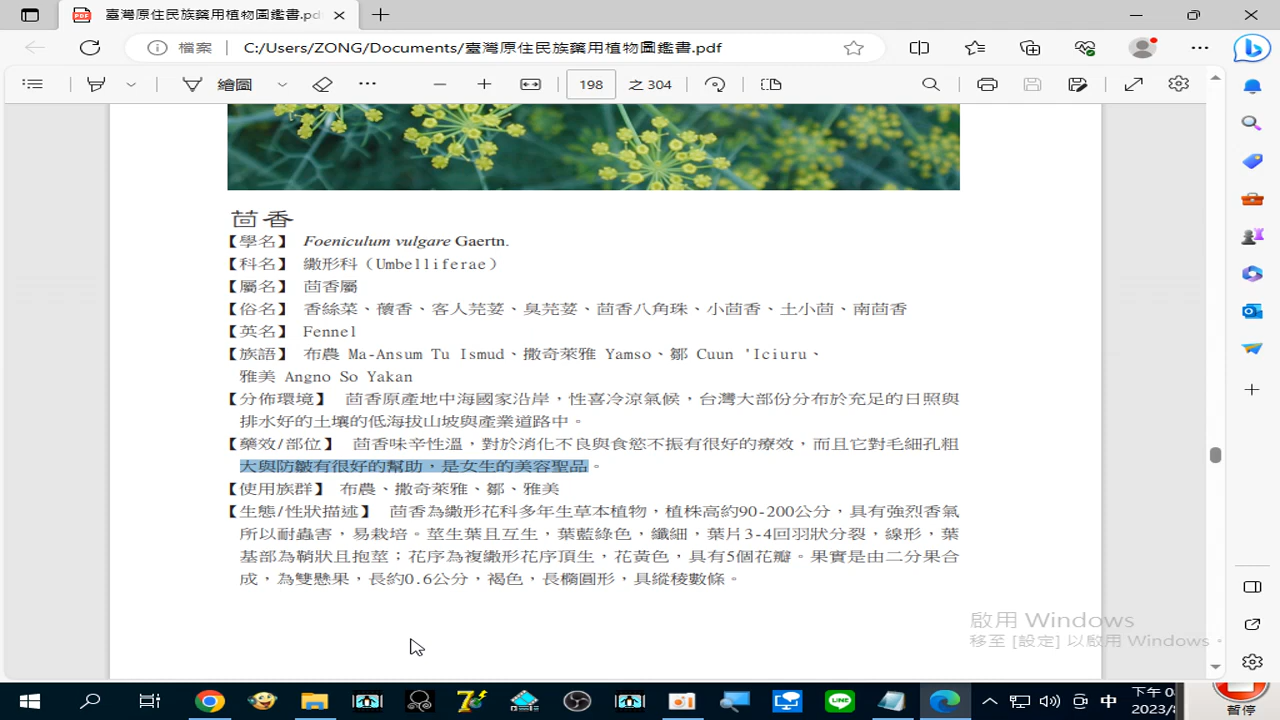 臺灣原住民族藥用植物圖鑑書.pd
檔案 C:/Users/ZONG/Documents/臺灣原住民族藥用植物圖鑑書.pdf
繪圖 198 之 304
茴香
【學名】 Foeniculum vulgare Gaertn.
【科名】 繖形科（Umbelliferae）
【屬名】 茴香屬
【俗名】 香絲菜、蘹香、客人芫荽、臭芫荽、茴香八角珠、小茴香、土小茴、南茴香
【英名】 Fennel
【族語】 布農 Ma-Ansum Tu Ismud、撒奇萊雅 Yamso、鄒 Cuun 'Iciuru、
雅美 Angno So Yakan
【分佈環境】 茴香原產地中海國家沿岸，性喜冷涼氣候，台灣大部份分布於充足的日照與
排水好的土壤的低海拔山坡與產業道路中。
【藥效/部位】 茴香味辛性溫，對於消化不良與食慾不振有很好的療效，而且它對毛細孔粗
大與防皺有很好的幫助，是女生的美容聖品。
【使用族群】 布農、撒奇萊雅、鄒、雅美
【生態/性狀描述】 茴香為繖形花科多年生草本植物，植株高約90-200公分，具有強烈香氣
所以耐蟲害，易栽培。莖生葉且互生，葉藍綠色，纖細，葉片3-4回羽狀分裂，線形，葉
基部為鞘狀且抱莖；花序為複繖形花序頂生，花黃色，具有5個花瓣。果實是由二分果合
成，為雙懸果，長約0.6公分，褐色，長橢圓形，具縱稜數條。
啟用 Windows
移至 [設定] 以啟用 Windows。
中
下午 0
2023/8
暫停